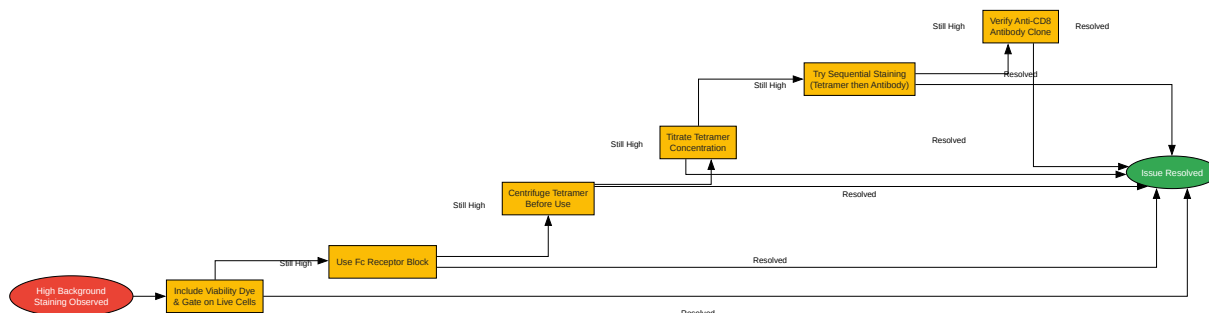 Verify Anti-CD8
Antibody Clone
Still High
Resolved
Try Sequential Staining
(Tetramer then Antibody)
Resolved
Still High
Titrate Tetramer
Concentration
Still High
Resolved
Issue Resolved
Centrifuge Tetramer
Before Use
Resolved
Still High
Use Fc Receptor Block
Still High
Resolved
High Background
Staining Observed
Include Viability Dye
& Gate on Live Cells
Resolved